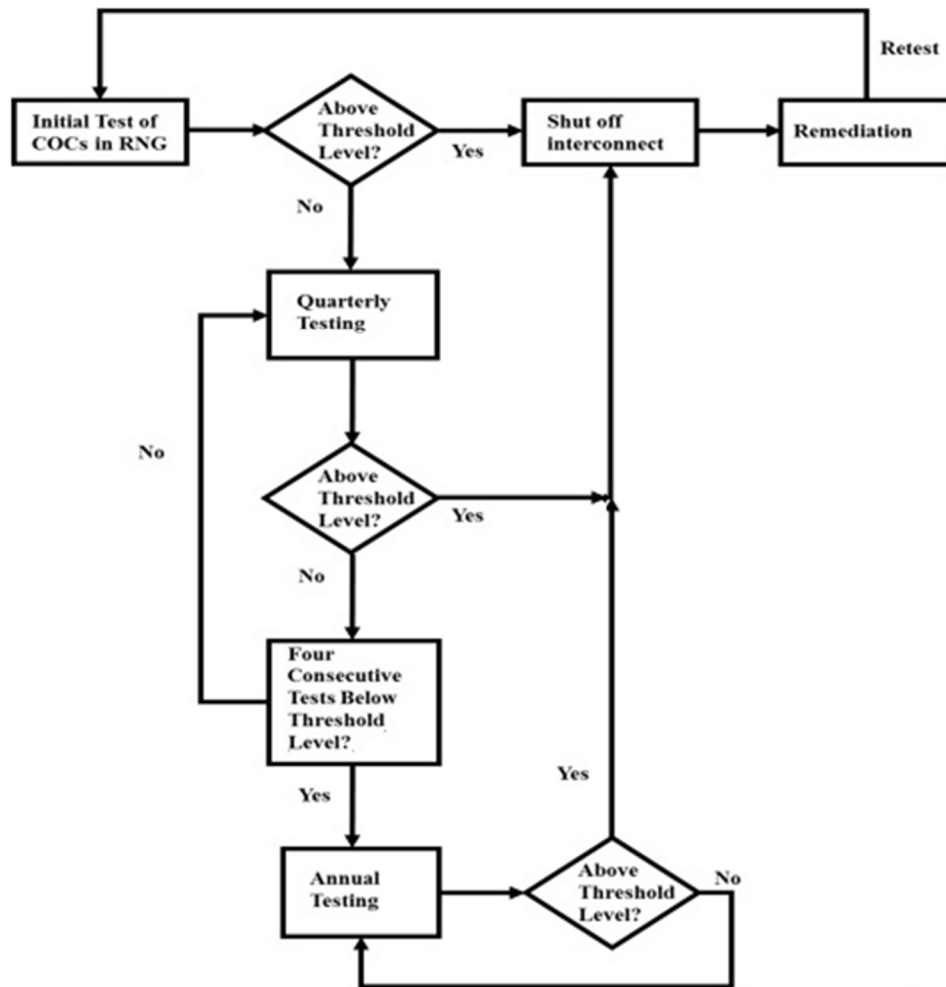 Retest
Initial Test of
COCs in RNG
Above
Threshold
Level?
Yes
Shut off
interconnect
Remediation
No
Quarterly
Testing
No
Above
Threshold
Level?
Yes
No
Four
Consecutive
Tests Below
Threshold
Level?
Yes
Yes
Annual
Testing
Above
Threshold
Level?
No